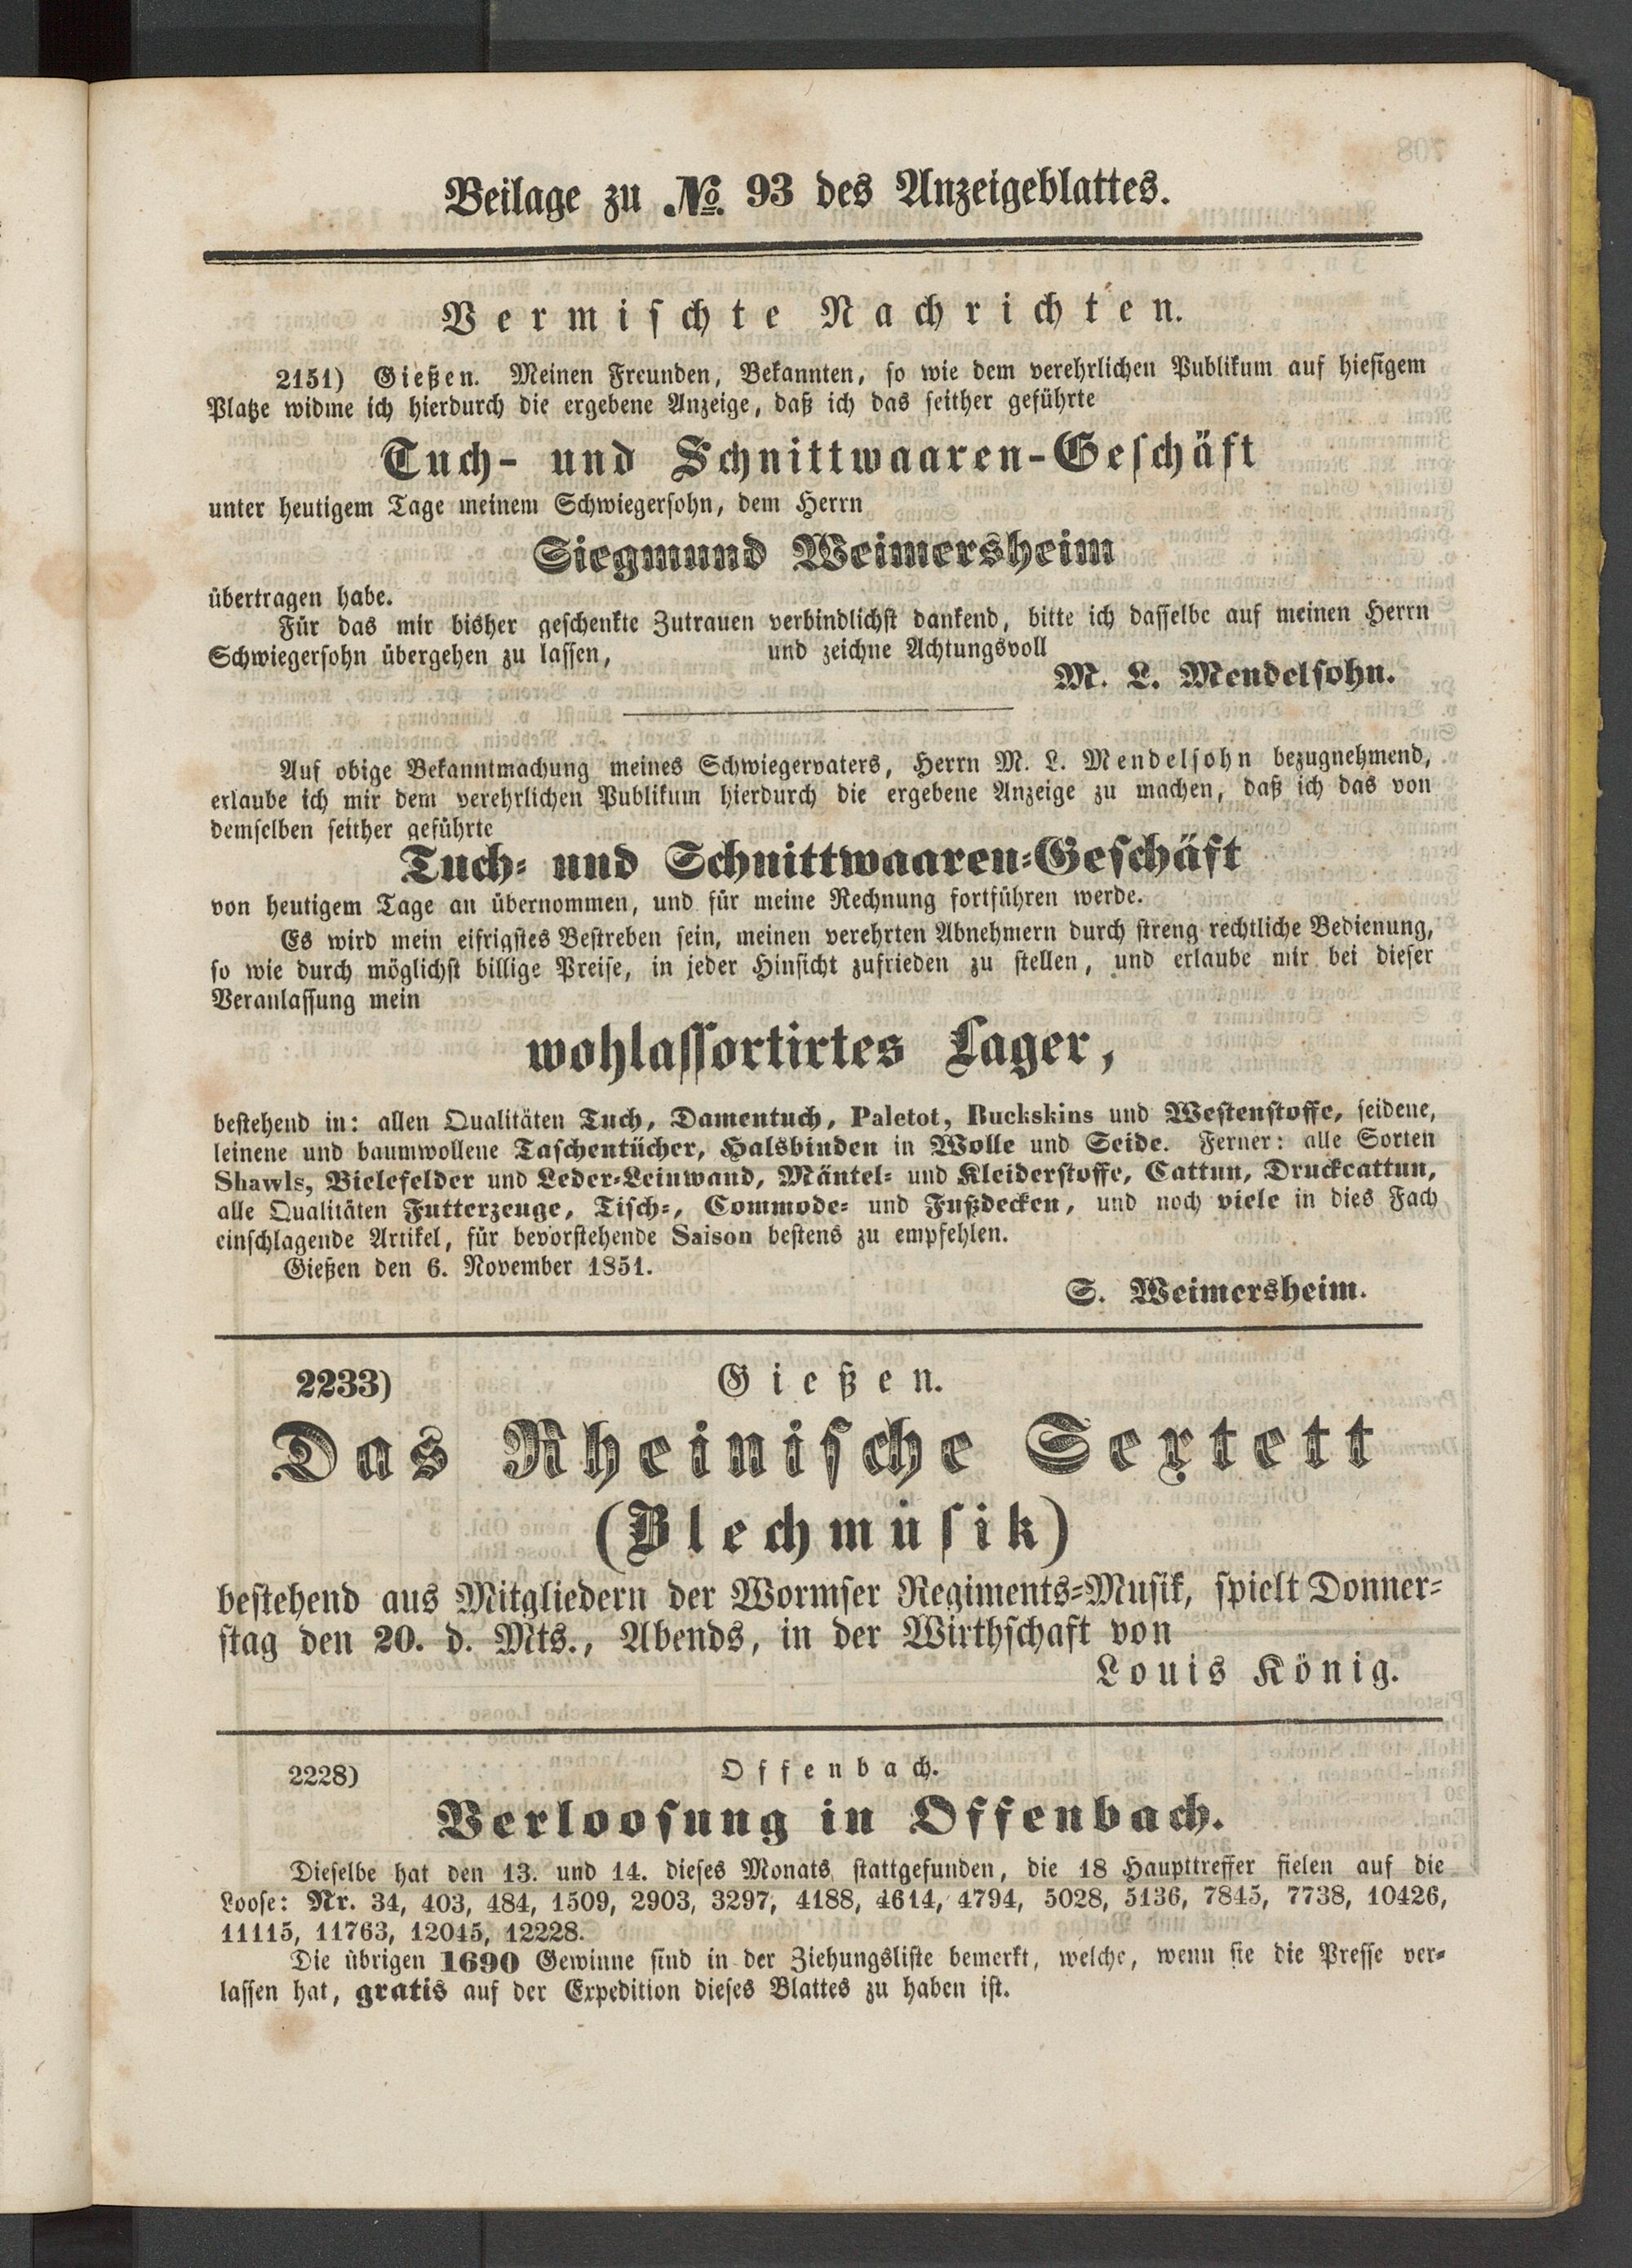 Beilage zu No. 93 des Anzeigeblattes.
Vermischte Nachrichten.
2151) Gießen. Meinen Freunden, Bekannten, so wie dem verehrlichen Publikum auf hiesigem
Platze widme ich hierdurch die ergebene Anzeige, daß ich das seither geführte
Tuch- und Schnittwaaren-Geschäft
unter heutigem Tage meinem Schwiegersohn, dem Herrn
Siegmund Weimersheim
übertragen habe.
Für das mir bisher geschenkte Zutrauen verbindlichst dankend, bitte ich dasselbe auf meinen Herrn
Schwiegersohn übergehen zu lassen, und zeichne Achtungsvoll
M. L. Mendelsohn.
Auf obige Bekanntmachung meines Schwiegervaters, Herrn M. L. Mendelsohn bezugnehmend,
erlaube ich mir dem verehrlichen Publikum hierdurch die ergebene Anzeige zu machen, daß ich das von
demselben seither geführte
Tuch- und Schnittwaaren-Geschäft
von heutigem Tage an übernommen, und für meine Rechnung fortführen werde.
Es wird mein eifrigstes Bestreben sein, meinen verehrten Abnehmern durch streng rechtliche Bedienung,
so wie durch möglichst billige Preise, in jeder Hinsicht zufrieden zu stellen, und erlaube mir bei dieser
Veranlassung mein
wohlassortirtes Lager,
bestehend in: allen Qualitäten Tuch, Damentuch, Paletot, Buckskins und Westenstoffe, seidene,
leinene und baumwollene Taschentücher, Halsbinden in Wolle und Seide. Ferner: alle Sorten
Shawls, Bielefelder und Leder-Leinwand, Mäntel- und Kleiderstoffe, Cattun, Druckcattun,
alle Qualitäten Futterzeuge, Tisch-, Commode- und Fußdecken, und noch viele in dies Fach
einschlagende Artikel, für bevorstehende Saison bestens zu empfehlen.
Gießen den 6. November 1851.
S. Weimersheim.
2233) Gießen.
Das Rheinische Sextett
(Blechmusik)
bestehend aus Mitgliedern der Wormser Regiments-Musik, spielt Donner-
stag den 20. d. Mts., Abends, in der Wirthschaft von
Louis König.
2228) Offenbach.
Verloosung in Offenbach.
Dieselbe hat den 13. und 14. dieses Monats stattgefunden, die 18 Haupttreffer fielen auf die
Loose: Nr. 34, 403, 484, 1509, 2903, 3297, 4188, 4614, 4794, 5028, 5136, 7845, 7738, 10426,
11115, 11763, 12045, 12228.
Die übrigen 1690 Gewinne sind in der Ziehungsliste bemerkt, welche, wenn sie die Presse ver-
lassen hat, gratis auf der Expedition dieses Blattes zu haben ist.